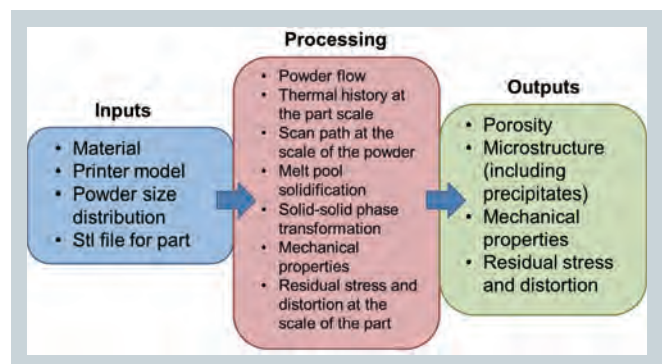 Processing
Inputs
Outputs
• Material
• Printer model
• Powder size
distribution
• Stl file for part
• Powder flow
• Thermal history at
the part scale
• Scan path at the
scale of the powder
• Melt pool
solidification
• Solid-solid phase
transformation
• Mechanical
properties
• Residual stress and
distortion at the
scale of the part
• Porosity
• Microstructure
(including
precipitates)
• Mechanical
properties
• Residual stress
and distortion